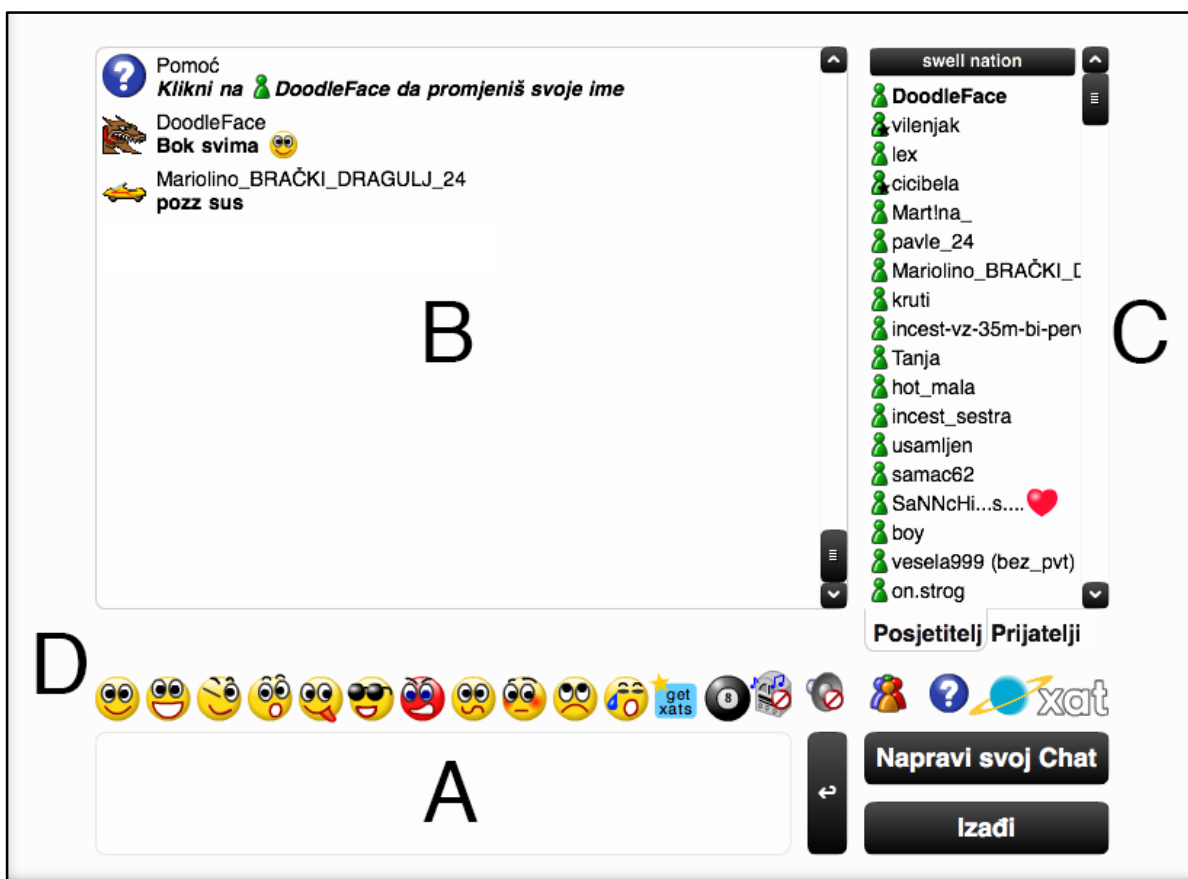 Pomoć
Klikni na DoodleFace da promjeniš svoje ime
DoodleFace
Bok svima
Mariolino_BRAČKI_DRAGULJ_24
pozz sus
B
swell nation
DoodleFace
vilenjak
lex
cicibela
Mart!na_
pavle_24
Mariolino_BRAČKI_D
kruti
incest-vz-35m-bi-perv
Tanja
hot_mala
incest_sestra
usamljen
samac62
SaNNcHi...s....
boy
vesela999 (bez_pvt)
on.strog
C
Posjetitelj Prijatelji
D
get
xats
8
xat
A
Napravi svoj Chat
Izađi